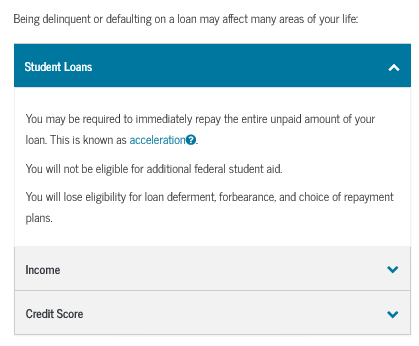 Being delinquent or defaulting on a loan may affect many areas of your life:
Student Loans
You may be required to immediately repay the entire unpaid amount of your
loan. This is known as acceleration?.
You will not be eligible for additional federal student aid.
You will lose eligibility for loan deferment, forbearance, and choice of repayment
plans.
Income
Credit Score